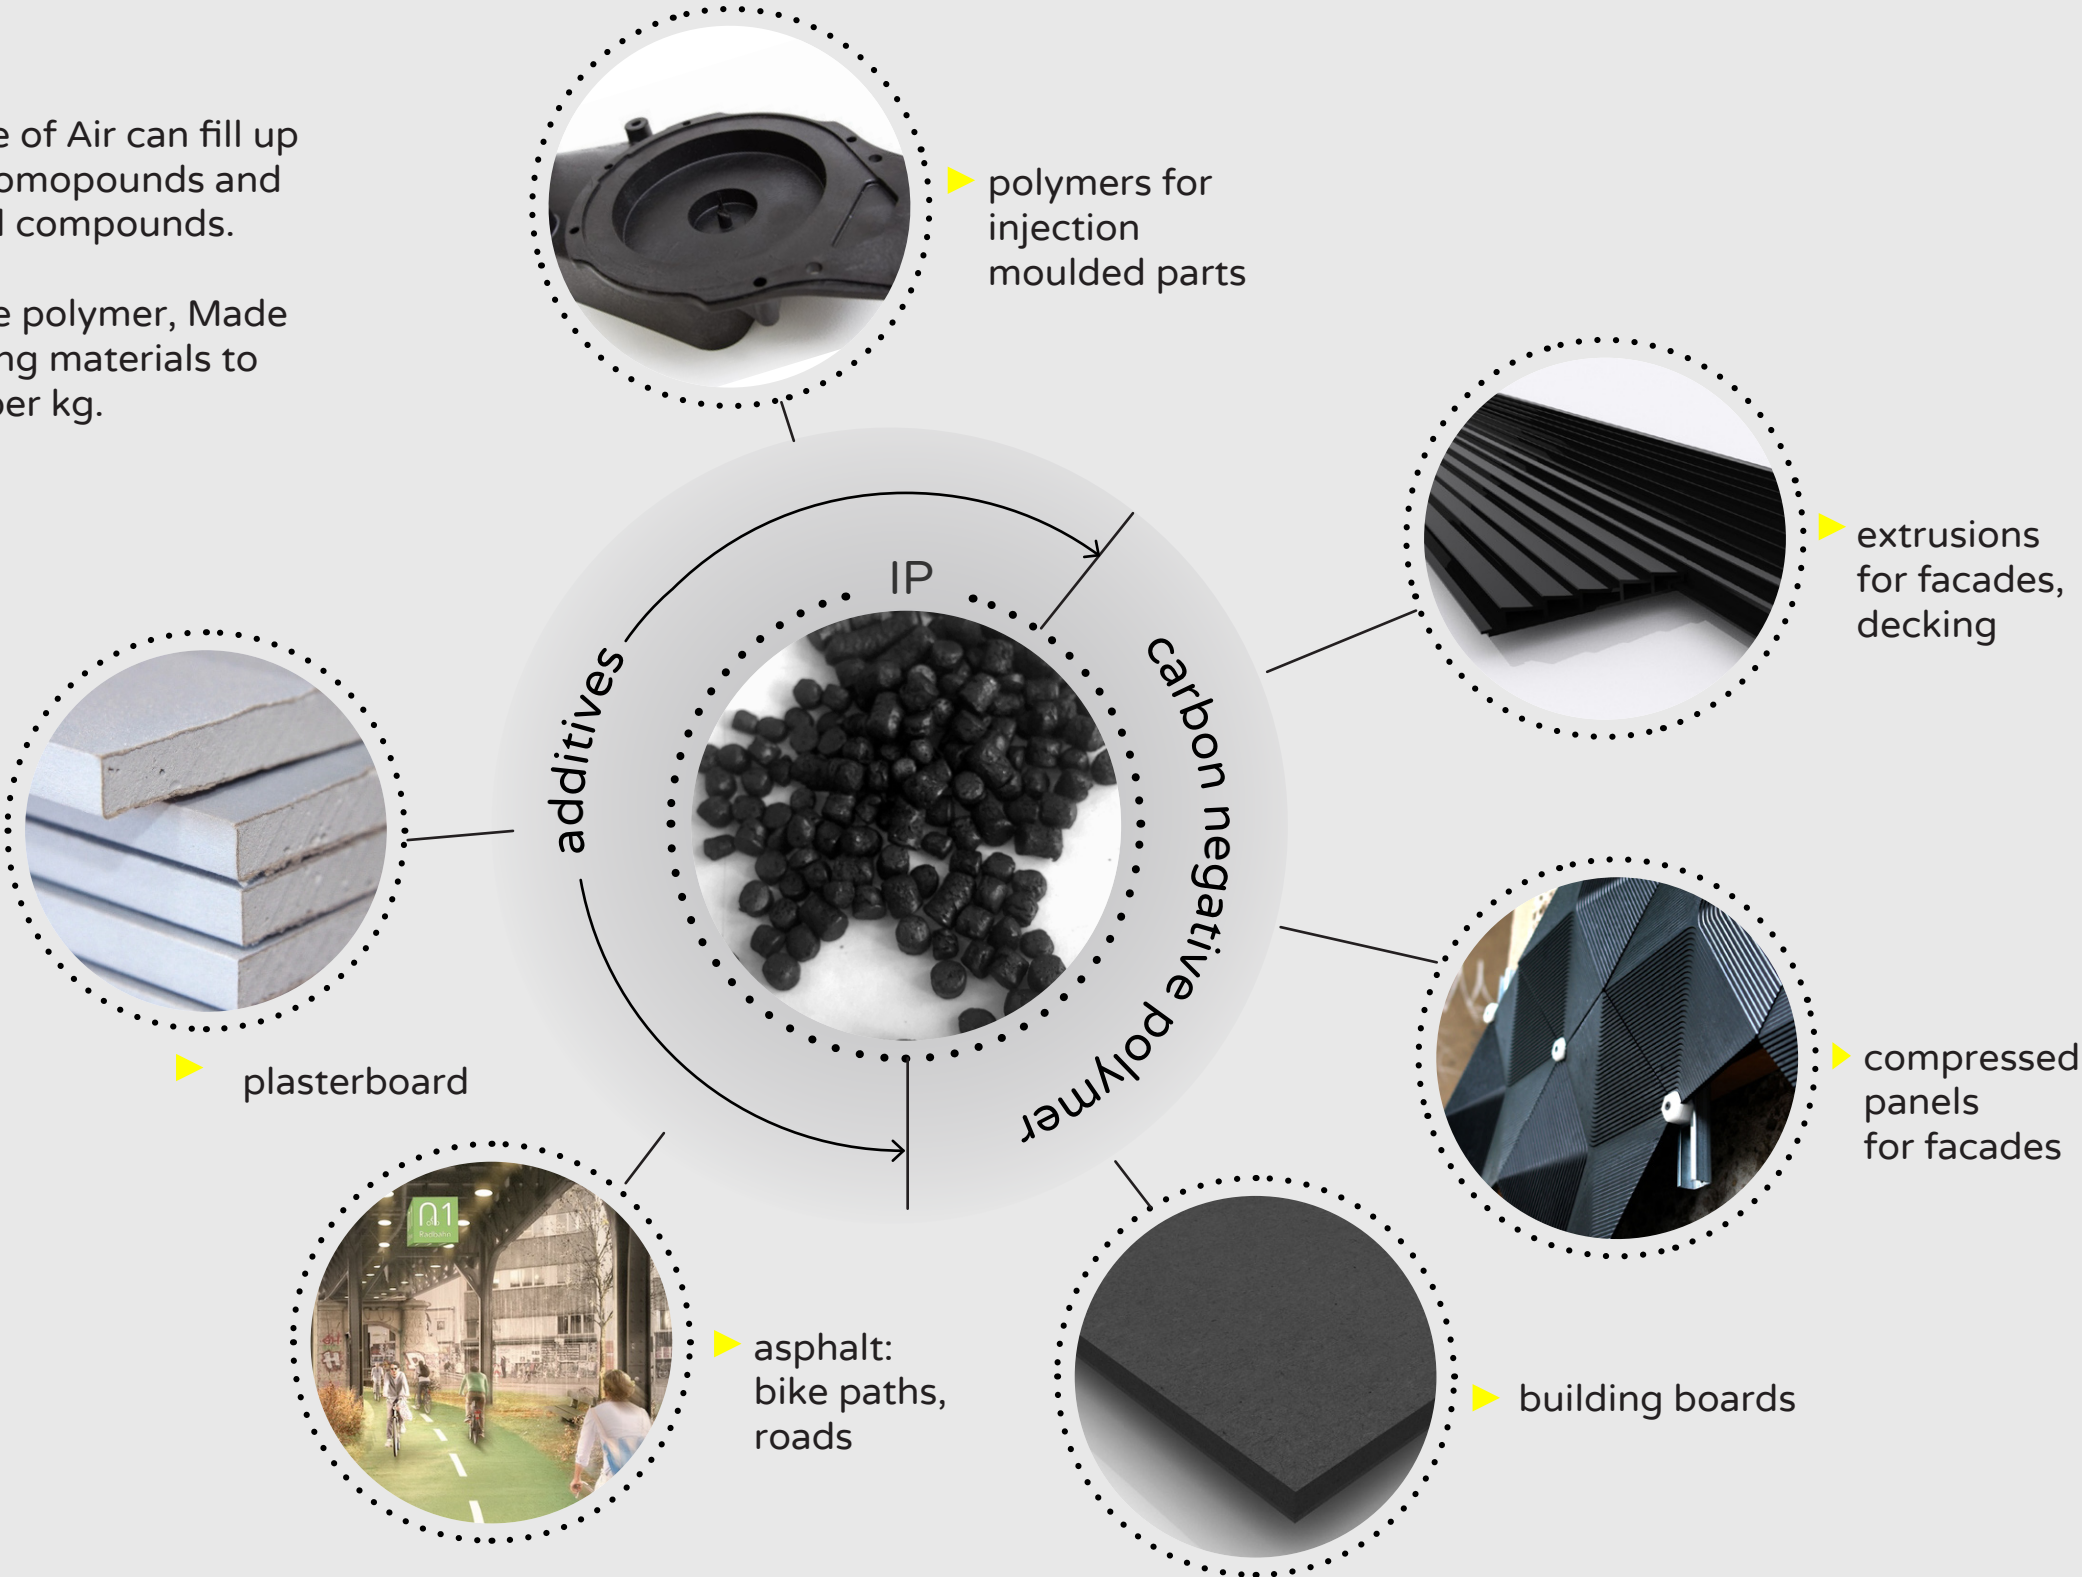 e of Air can fill up
omopounds and
l compounds.
e polymer, Made
ng materials to
per kg.
polymers for
injection
moulded parts
extrusions
for facades,
decking
IP
additives
carbon negative polymer
plasterboard
compressed
panels
for facades
U1
Radbahn
asphalt:
bike paths,
roads
building boards